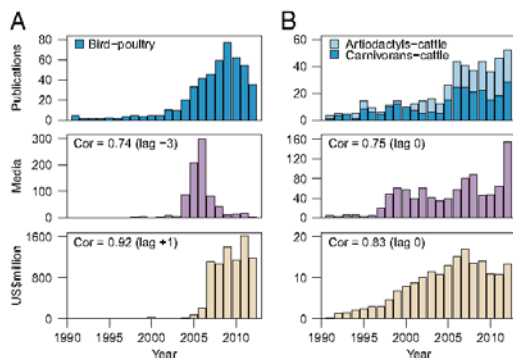 A
B
Bird−poultry
Artiodactyls−cattle
Carnivorans−cattle
Publications
80
60
40
20
0
60
40
20
0
Cor = 0.74 (lag −3)
Cor = 0.75 (lag 0)
Media
300
200
100
0
160
120
80
40
0
Cor = 0.92 (lag +1)
Cor = 0.83 (lag 0)
US$million
1600
800
0
20
10
0
1990 1995 2000 2005 2010
1990 1995 2000 2005 2010
Year
Year